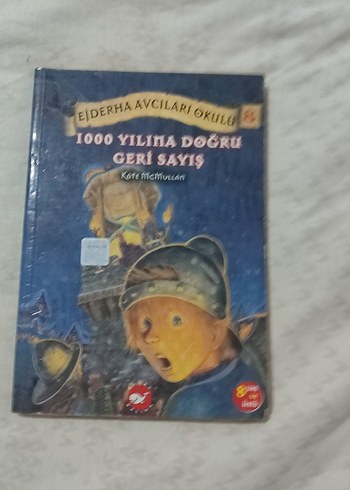 EJDERHA AVCILARI OKULU 8
1000 YILINA DOĞRU
GERİ SAYIŞ
Kate McMullan